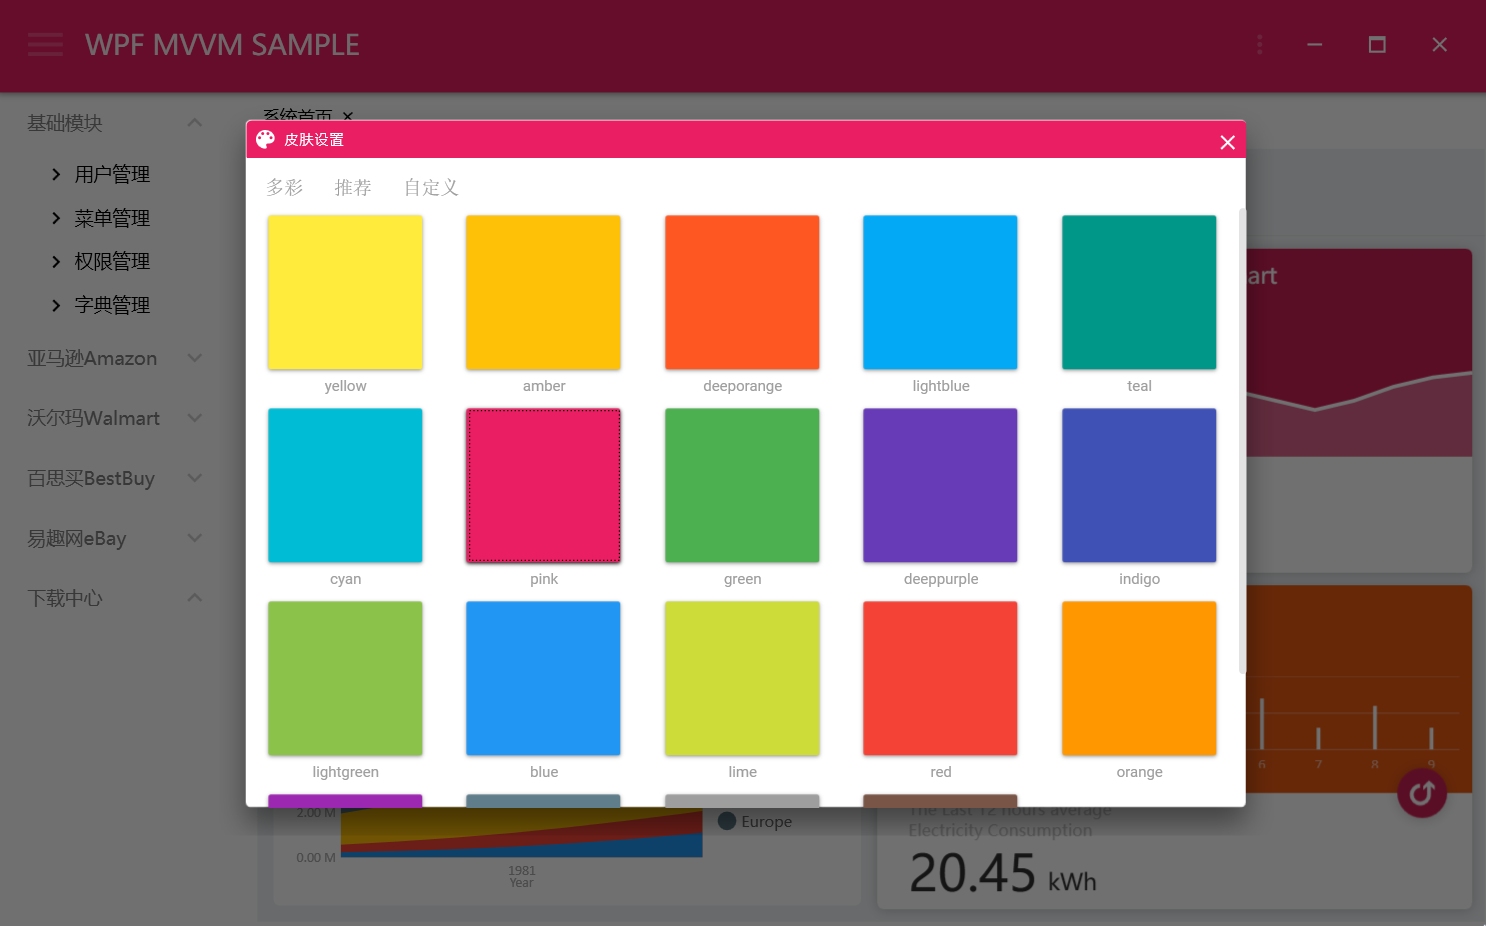 WPF MVVM SAMPLE
基础模块
用户管理
菜单管理
权限管理
字典管理
亚马逊Amazon
沃尔玛Walmart
百思买BestBuy
易趣网eBay
下载中心
系统首页
皮肤设置
多彩 推荐 自定义
yellow amber deeporange lightblue teal
cyan pink green deeppurple indigo
lightgreen blue lime red orange
art
6 7 8 9
2.00 M
0.00 M
1981
Year
Europe
The Last 12 hours average
Electricity Consumption
20.45 kWh